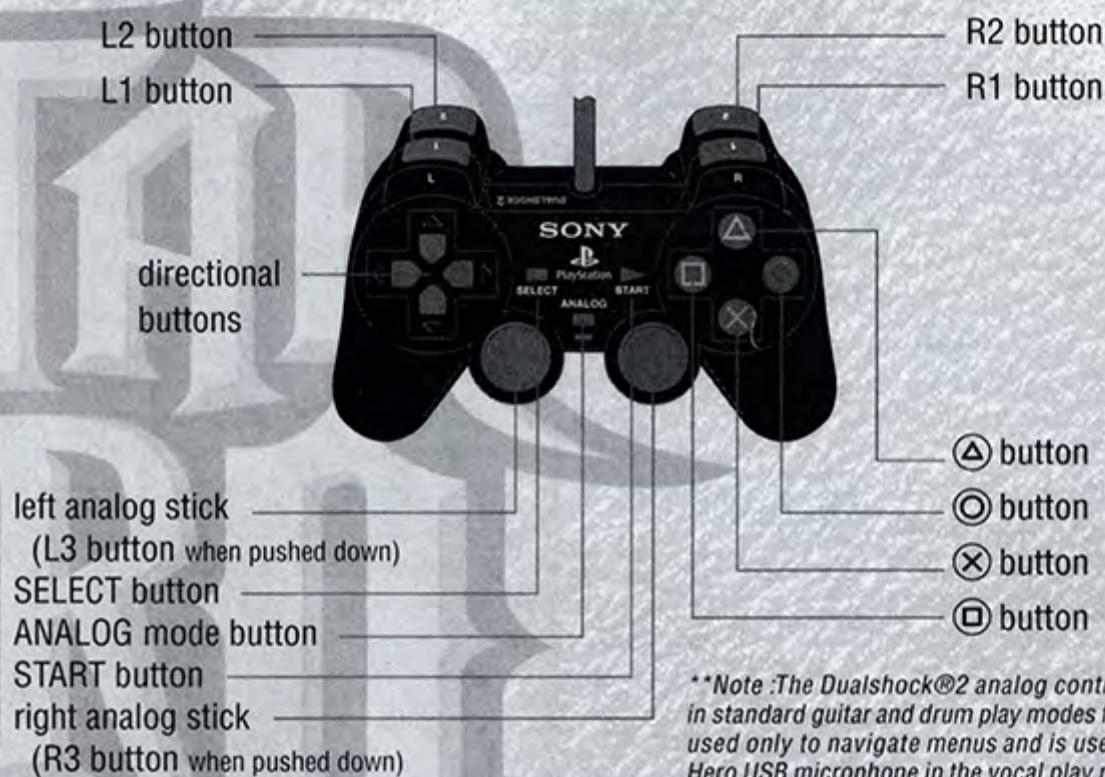 L2 button
L1 button
R2 button
R1 button
L
R
DUALSHOCK 2
SONY
PlayStation
SELECT
START
ANALOG
directional
buttons
left analog stick
(L3 button when pushed down)
SELECT button
ANALOG mode button
START button
right analog stick
(R3 button when pushed down)
△ button
○ button
✕ button
□ button
**Note :The Dualshock®2 analog
in standard guitar and drum play modes
used only to navigate menus and is
Hero USB microphone in the vocal play